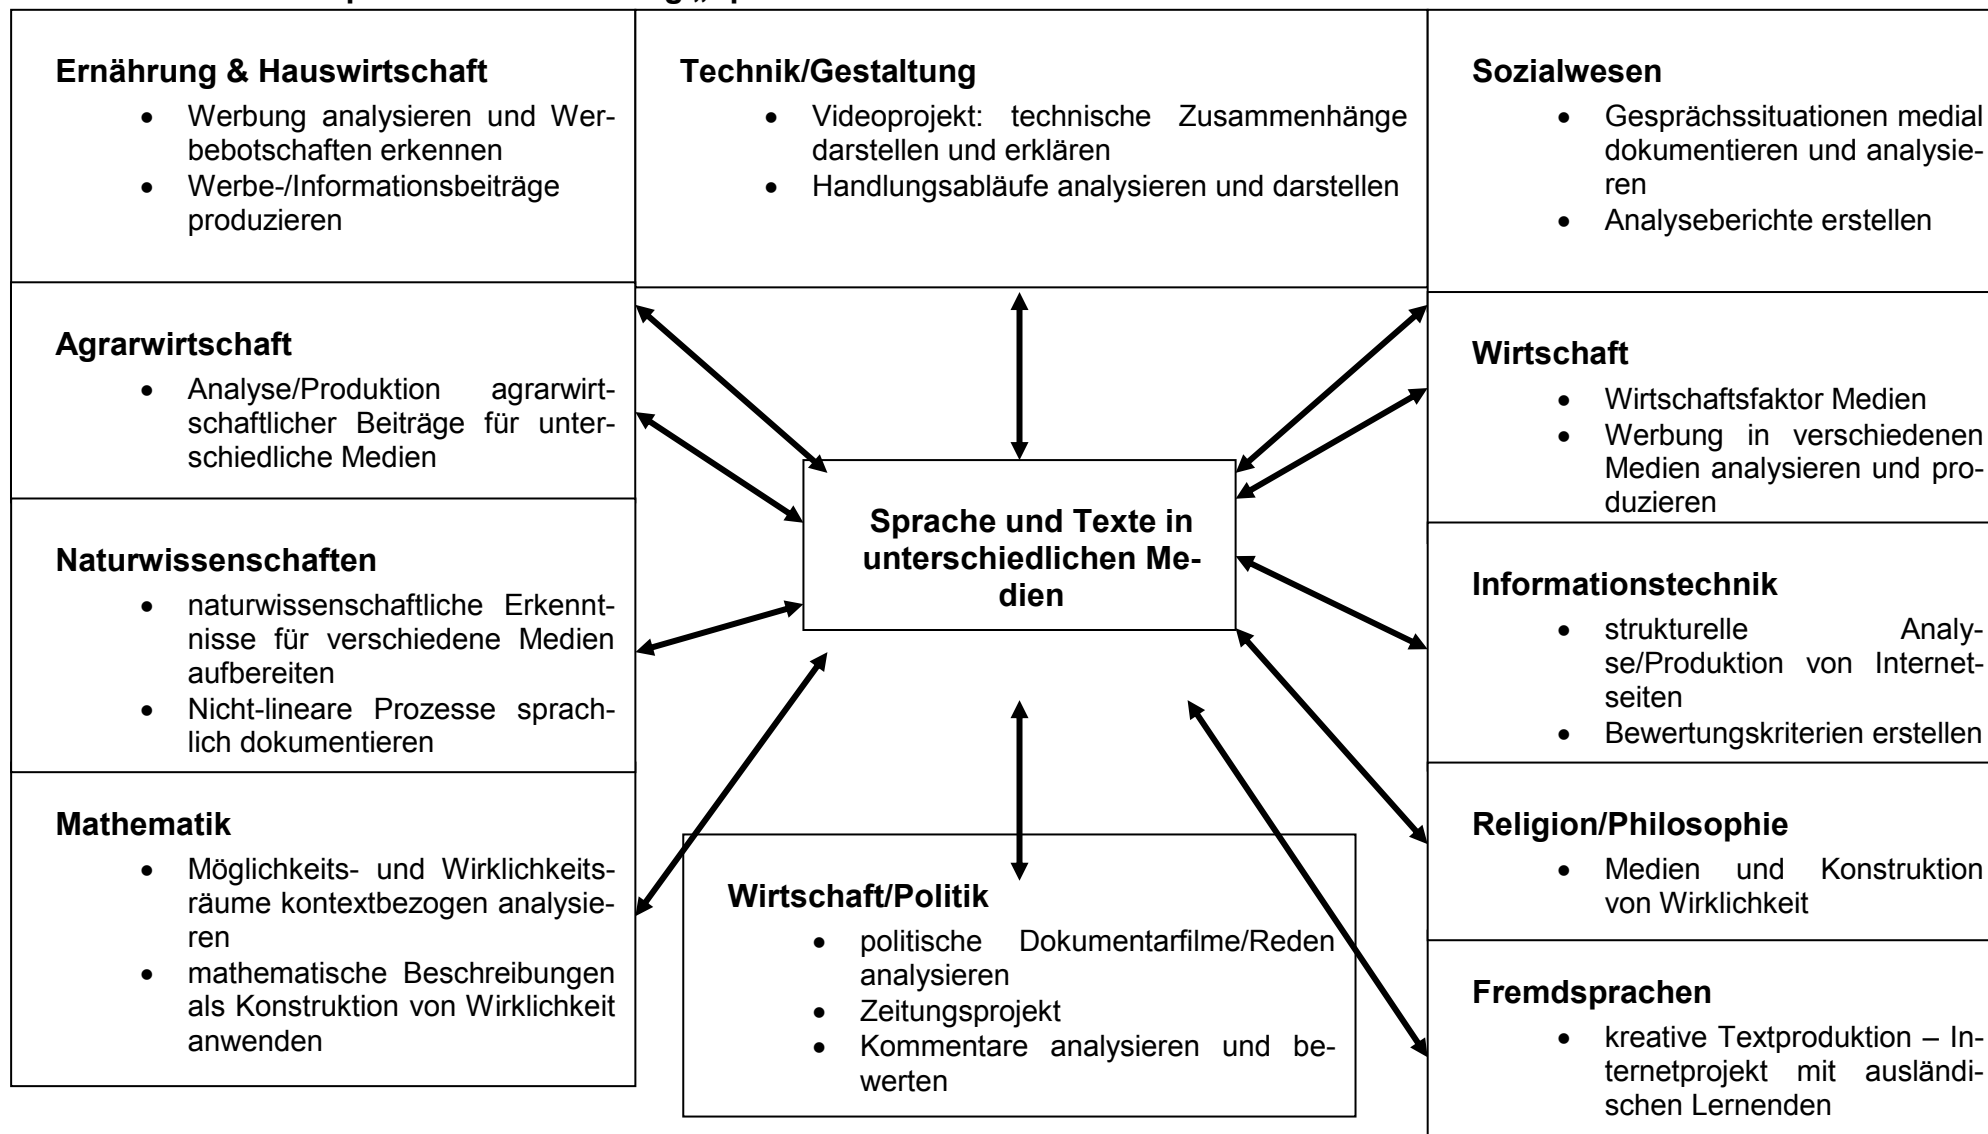 Ernährung & Hauswirtschaft
• Werbung analysieren und Wer-
bebotschaften erkennen
• Werbe-/Informationsbeiträge
produzieren
Technik/Gestaltung
• Videoprojekt: technische Zusammenhänge
darstellen und erklären
• Handlungsabläufe analysieren und darstellen
Sozialwesen
• Gesprächssituationen medial
dokumentieren und analysie-
ren
• Analyseberichte erstellen
Agrarwirtschaft
• Analyse/Produktion agrarwirt-
schaftlicher Beiträge für unter-
schiedliche Medien
Wirtschaft
• Wirtschaftsfaktor Medien
• Werbung in verschiedenen
Medien analysieren und pro-
duzieren
Sprache und Texte in
unterschiedlichen Me-
dien
Naturwissenschaften
• naturwissenschaftliche Erkennt-
nisse für verschiedene Medien
aufbereiten
• Nicht-lineare Prozesse sprach-
lich dokumentieren
Informationstechnik
• strukturelle Analy-
se/Produktion von Internet-
seiten
• Bewertungskriterien erstellen
Mathematik
• Möglichkeits- und Wirklichkeits-
räume kontextbezogen analysie-
ren
• mathematische Beschreibungen
als Konstruktion von Wirklichkeit
anwenden
Wirtschaft/Politik
• politische Dokumentarfilme/Reden
analysieren
• Zeitungsprojekt
• Kommentare analysieren und be-
werten
Religion/Philosophie
• Medien und Konstruktion
von Wirklichkeit
Fremdsprachen
• kreative Textproduktion – In-
ternetprojekt mit ausländi-
schen Lernenden